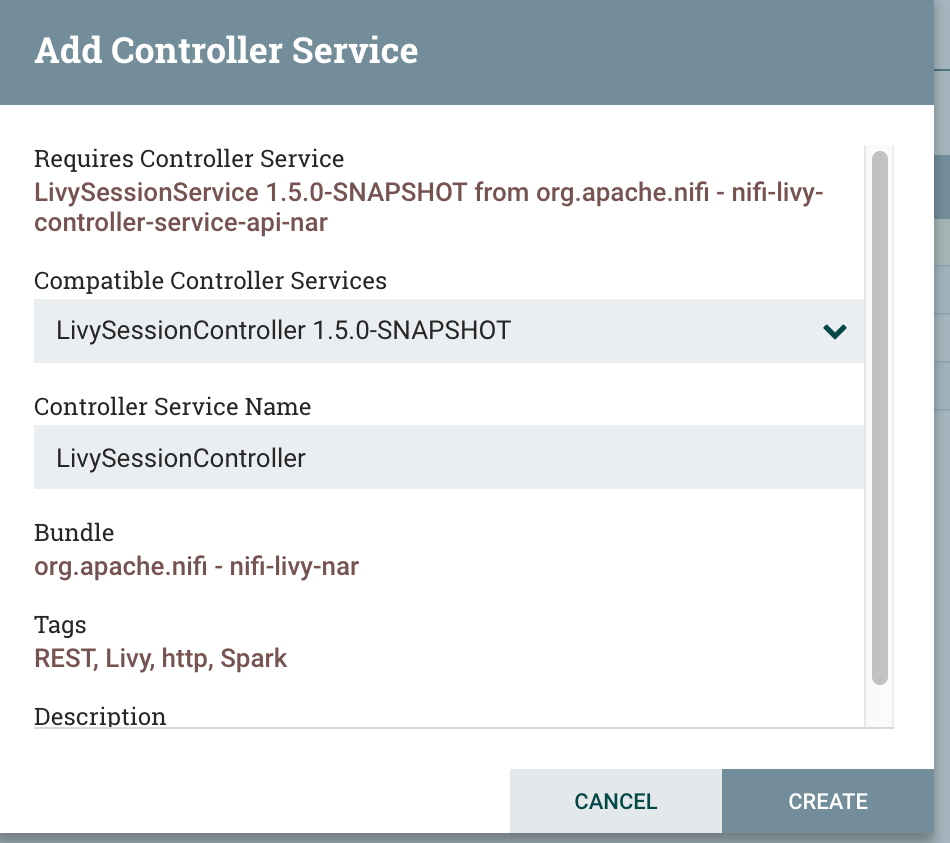 Add Controller Service
Requires Controller Service
LivySessionService 1.5.0-SNAPSHOT from org.apache.nifi - nifi-livy-
controller-service-api-nar
Compatible Controller Services
LivySessionController 1.5.0-SNAPSHOT
Controller Service Name
LivySessionController
Bundle
org.apache.nifi - nifi-livy-nar
Tags
REST, Livy, http, Spark
Description
CANCEL
CREATE